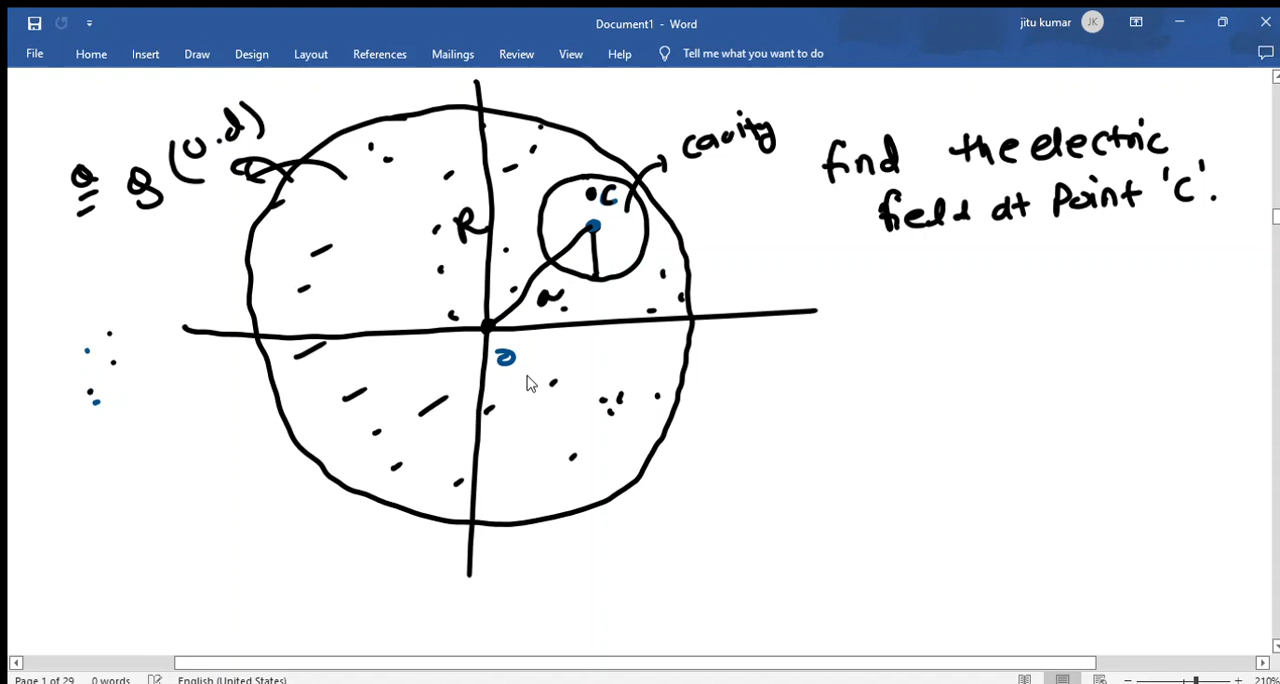 Document1 - Word
jitu kumar
JK
File Home Insert Draw Design Layout References Mailings Review View Help Tell me what you want to do
(U.d)
cavity
find the electric
field at Point 'C'.
C
R
a
Page 1 of 29 0 words English (United States)
210%